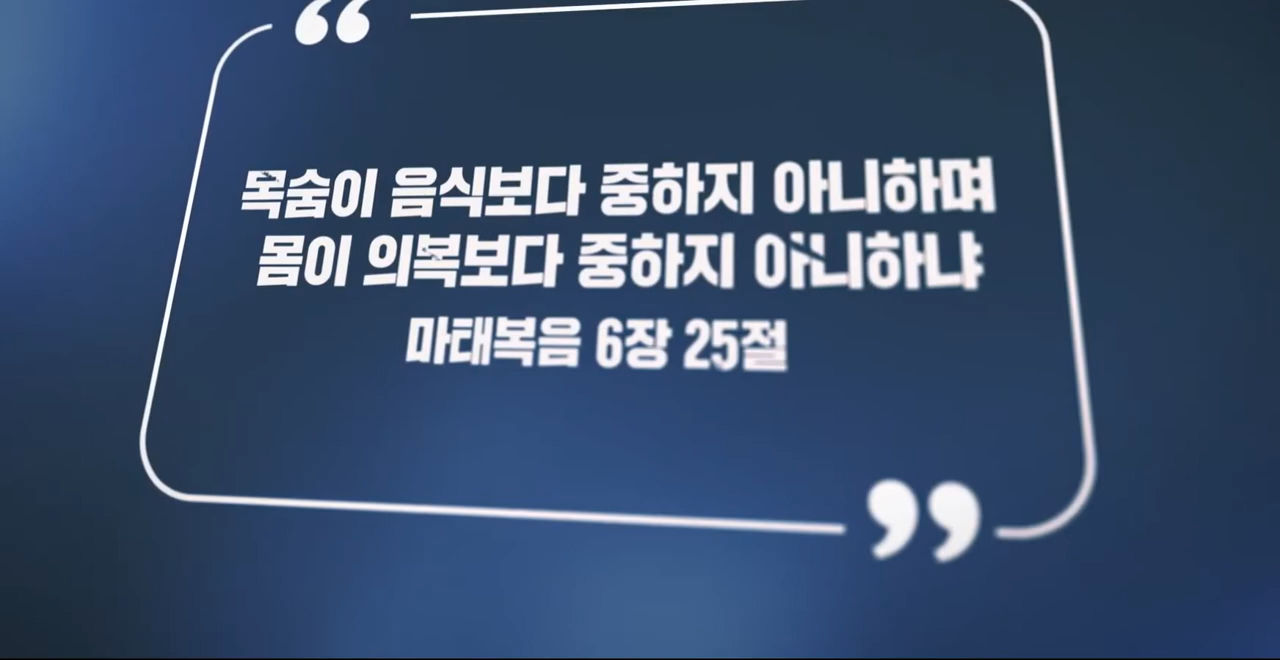 “
목숨이 음식보다 중하지 아니하며
몸이 의복보다 중하지 아니하냐
마태복음 6장 25절
”